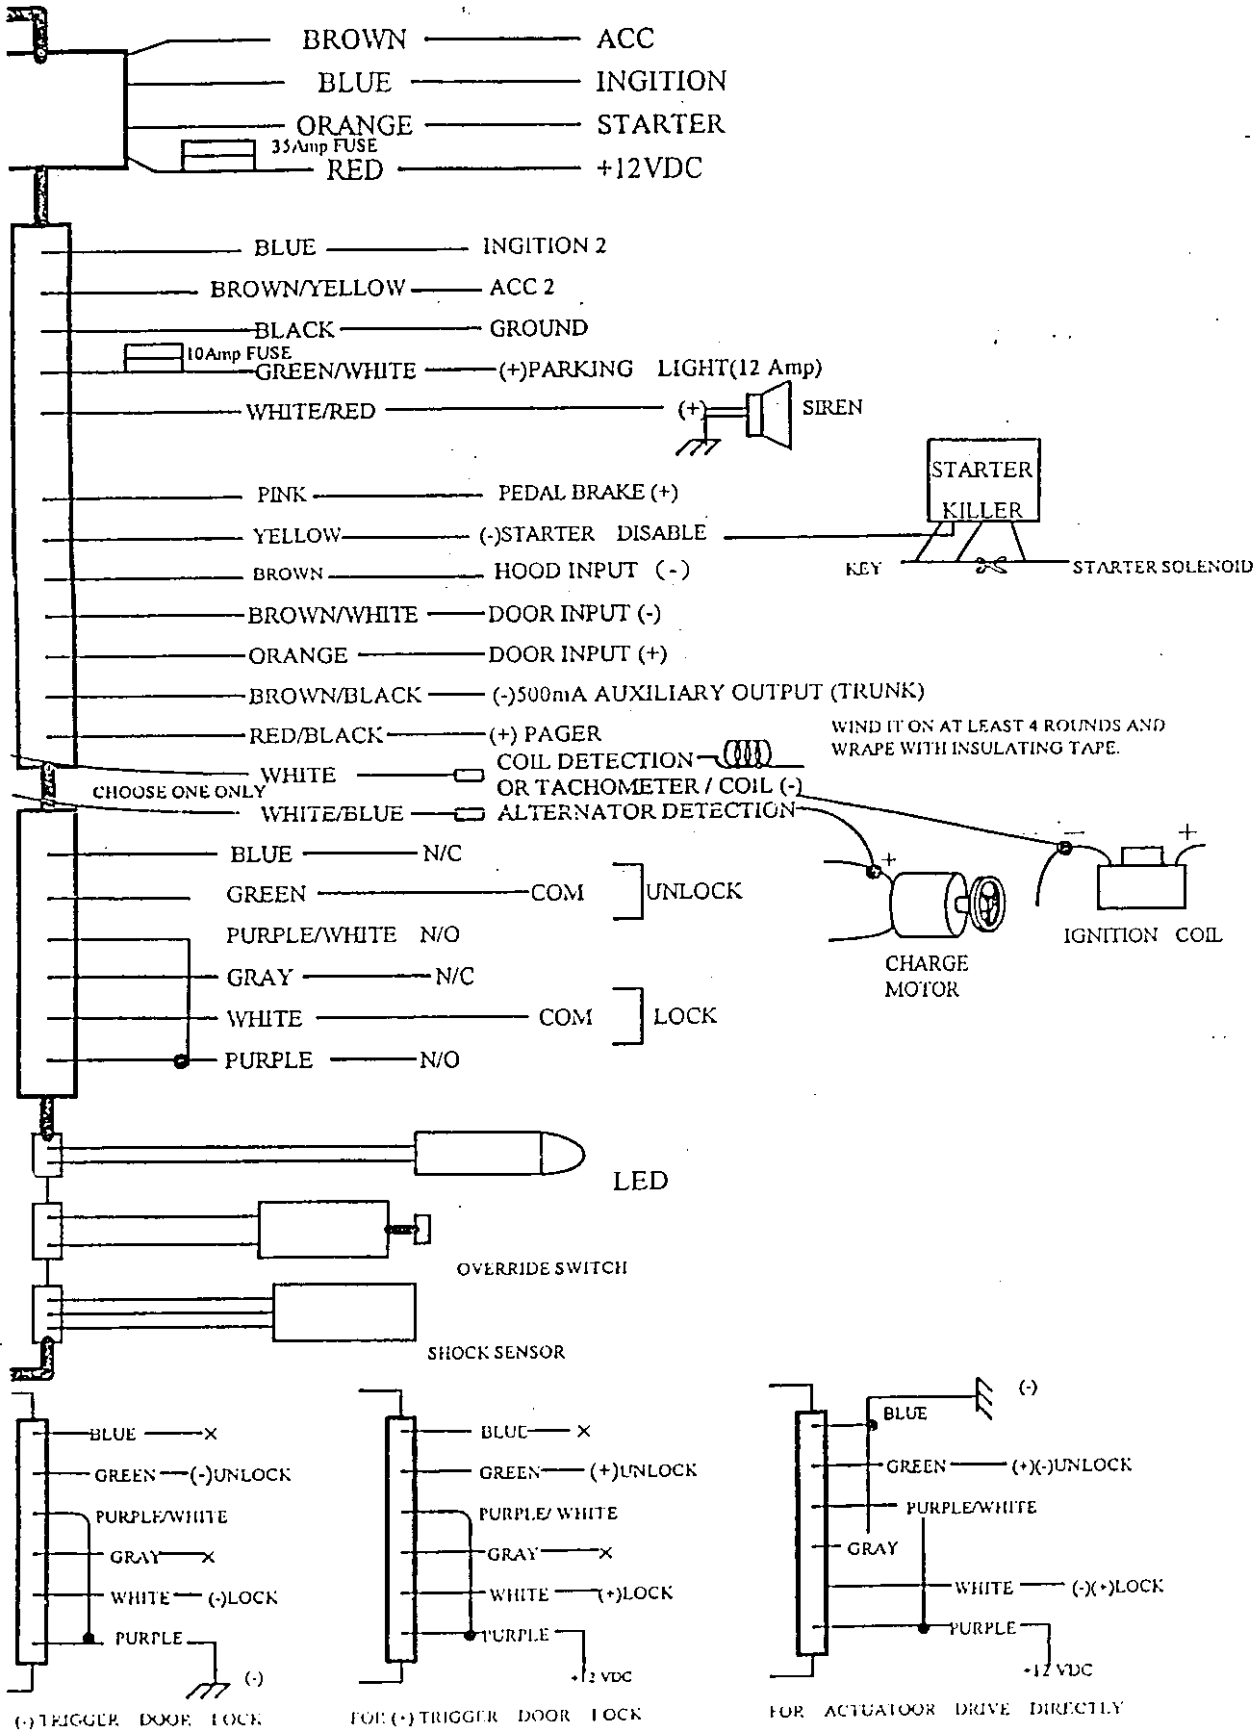 BROWN ACC
BLUE INGITION
ORANGE STARTER
35Amp FUSE
RED +12VDC
BLUE INGITION 2
BROWN/YELLOW ACC 2
BLACK GROUND
10Amp FUSE
GREEN/WHITE (+)PARKING LIGHT(12 Amp)
WHITE/RED (+) SIREN
PINK PEDAL BRAKE (+)
STARTER
KILLER
YELLOW (-)STARTER DISABLE
KEY STARTER SOLENOID
BROWN HOOD INPUT (-)
BROWN/WHITE DOOR INPUT (-)
ORANGE DOOR INPUT (+)
BROWN/BLACK (-)500mA AUXILIARY OUTPUT (TRUNK)
RED/BLACK (+) PAGER
WIND IT ON AT LEAST 4 ROUNDS AND
WRAPE WITH INSULATING TAPE.
WHITE COIL DETECTION
OR TACHOMETER / COIL (-)
CHOOSE ONE ONLY
WHITE/BLUE ALTERNATOR DETECTION
BLUE N/C
GREEN COM UNLOCK
PURPLE/WHITE N/O
GRAY N/C
WHITE COM LOCK
PURPLE N/O
+
CHARGE
MOTOR
- +
IGNITION COIL
LED
OVERRIDE SWITCH
SHOCK SENSOR
BLUE X
GREEN (-)UNLOCK
PURPLE/WHITE
GRAY X
WHITE (-)LOCK
PURPLE
(-)
(-) TRIGGER DOOR LOCK
BLUE X
GREEN (+)UNLOCK
PURPLE/ WHITE
GRAY X
WHITE (+)LOCK
PURPLE
+12 VDC
FOR (+) TRIGGER DOOR LOCK
(-)
BLUE
GREEN (+)(-)UNLOCK
PURPLE/WHITE
GRAY
WHITE (-)(+)LOCK
PURPLE
+12 VDC
FOR ACTUATOOR DRIVE DIRECTLY